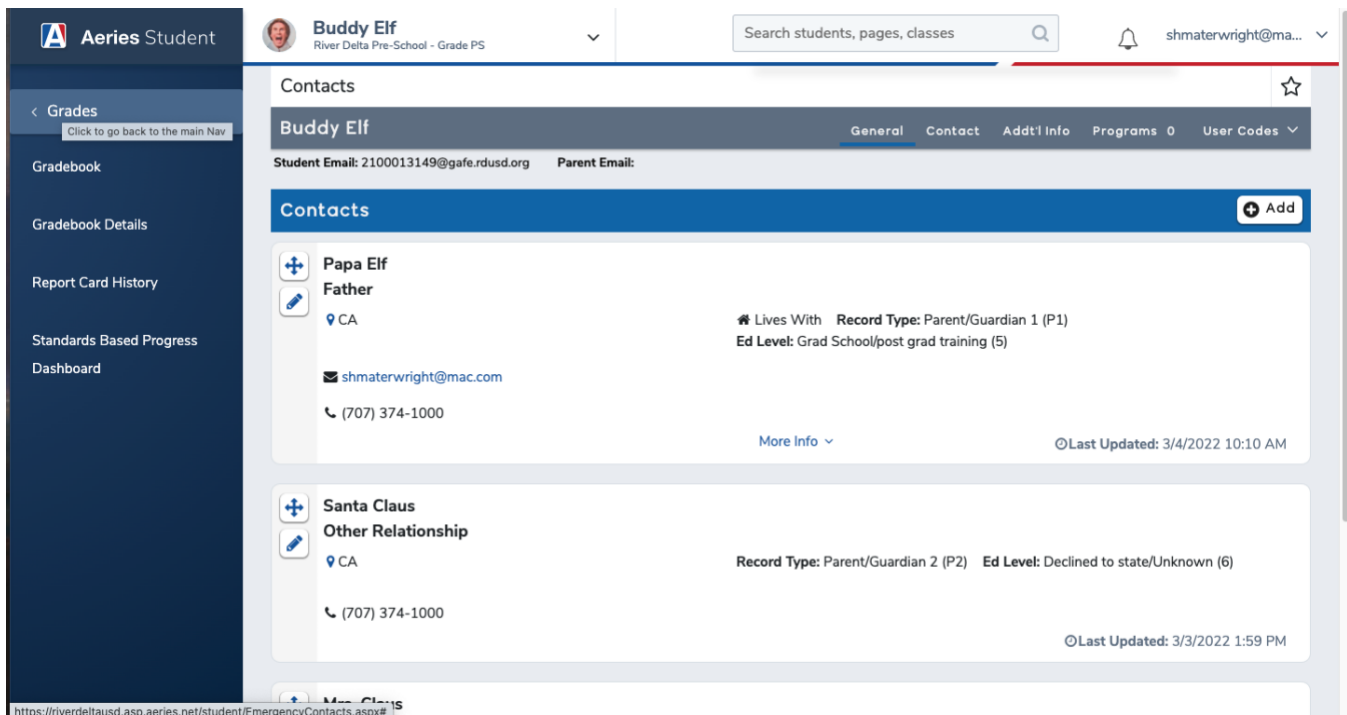 Aeries Student
Buddy Elf
River Delta Pre-School - Grade PS
Search students, pages, classes
shmaterwright@ma...
< Grades
Click to go back to the main Nav
Gradebook
Gradebook Details
Report Card History
Standards Based Progress
Dashboard
Contacts
Buddy Elf
General Contact Addt'l Info Programs 0 User Codes
Student Email: 2100013149@gafe.rdusd.org Parent Email:
Contacts
Add
Papa Elf
Father
CA
Lives With Record Type: Parent/Guardian 1 (P1)
Ed Level: Grad School/post grad training (5)
shmaterwright@mac.com
(707) 374-1000
More Info
Last Updated: 3/4/2022 10:10 AM
Santa Claus
Other Relationship
CA
Record Type: Parent/Guardian 2 (P2) Ed Level: Declined to state/Unknown (6)
(707) 374-1000
Last Updated: 3/3/2022 1:59 PM
Mrs. Claus
https://riverdeltausd.asp.aeries.net/student/EmergencyContacts.aspx#